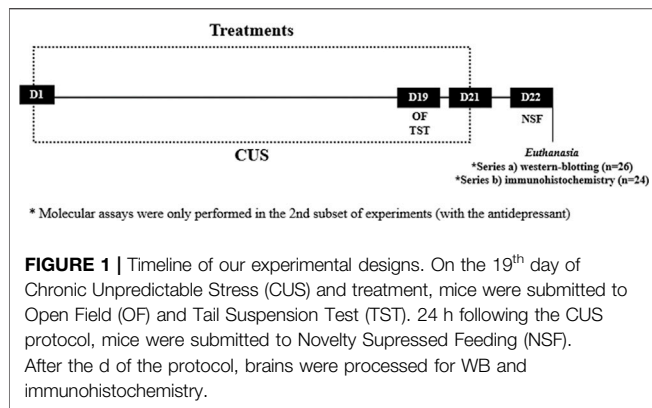 Treatments
D1
D19
D21
D22
OF
TST
NSF
CUS
Euthanasia
*Series a) western-blotting (n=26)
*Series b) immunohistochemistry (n=24)
* Molecular assays were only performed in the 2nd subset of experiments (with the antidepressant)
FIGURE 1 | Timeline of our experimental designs. On the 19th day of
Chronic Unpredictable Stress (CUS) and treatment, mice were submitted to
Open Field (OF) and Tail Suspension Test (TST). 24 h following the CUS
protocol, mice were submitted to Novelty Supressed Feeding (NSF).
After the d of the protocol, brains were processed for WB and
immunohistochemistry.